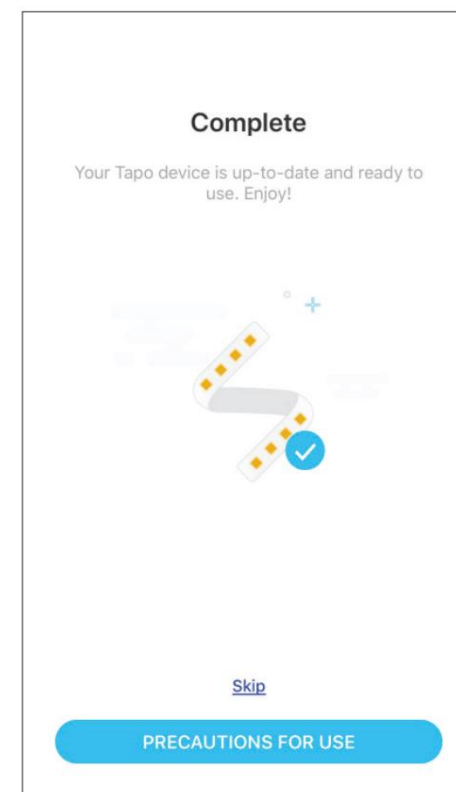 Complete
Your Tapo device is up-to-date and ready to
use. Enjoy!
Skip
PRECAUTIONS FOR USE